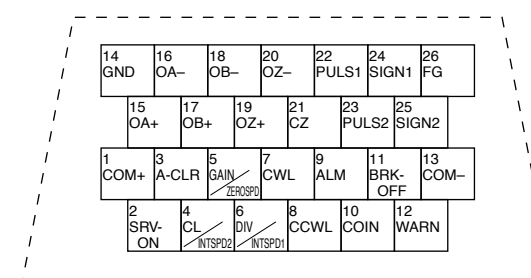 14 16 18 20 22 24 26
GND OA− OB− OZ− PULS1 SIGN1 FG
15 17 19 21 23 25
OA+ OB+ OZ+ CZ PULS2 SIGN2
1 3 5 7 9 11 13
COM+ A-CLR GAIN/ZEROSPD CWL ALM BRK-OFF COM−
2 4 6 8 10 12
SRV-ON CL/INTSPD2 DIV/INTSPD1 CCWL COIN WARN